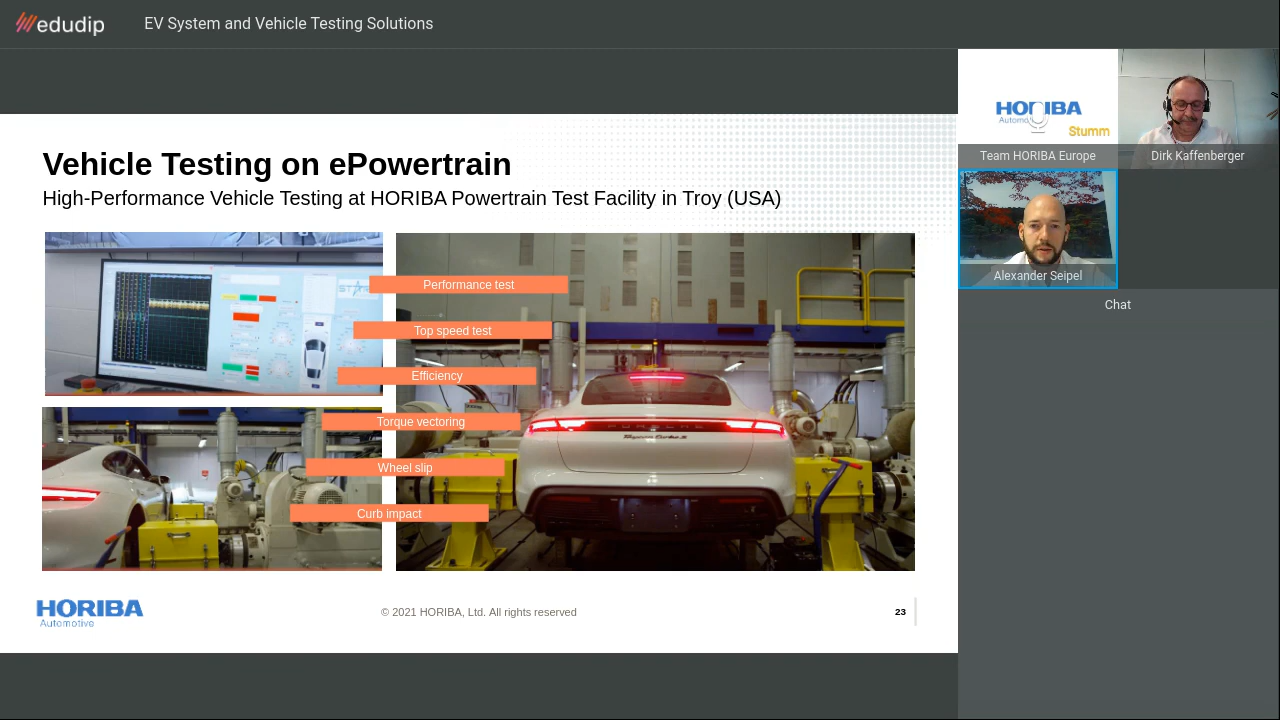 edudip
EV System and Vehicle Testing Solutions
Vehicle Testing on ePowertrain
High-Performance Vehicle Testing at HORIBA Powertrain Test Facility in Troy (USA)
Performance test
Top speed test
Efficiency
Torque vectoring
Wheel slip
Curb impact
PORSCHE
HORIBA
Automotive
© 2021 HORIBA, Ltd. All rights reserved
23
HORIBA
Stumm
Team HORIBA Europe
Dirk Kaffenberger
Alexander Seipel
Chat